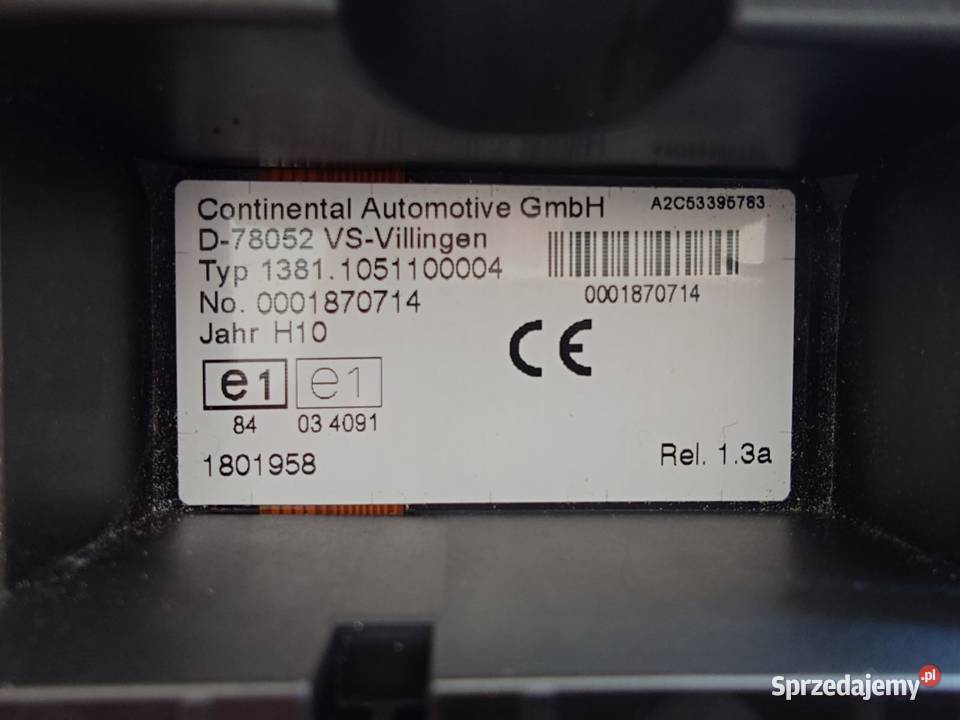 Continental Automotive GmbH
A2C53395783
D-78052 VS-Villingen
Typ 1381.1051100004
No. 0001870714
0001870714
Jahr H10
CE
e1 e1
84 03 4091
1801958
Rel. 1.3a
Sprzedajemy.pl